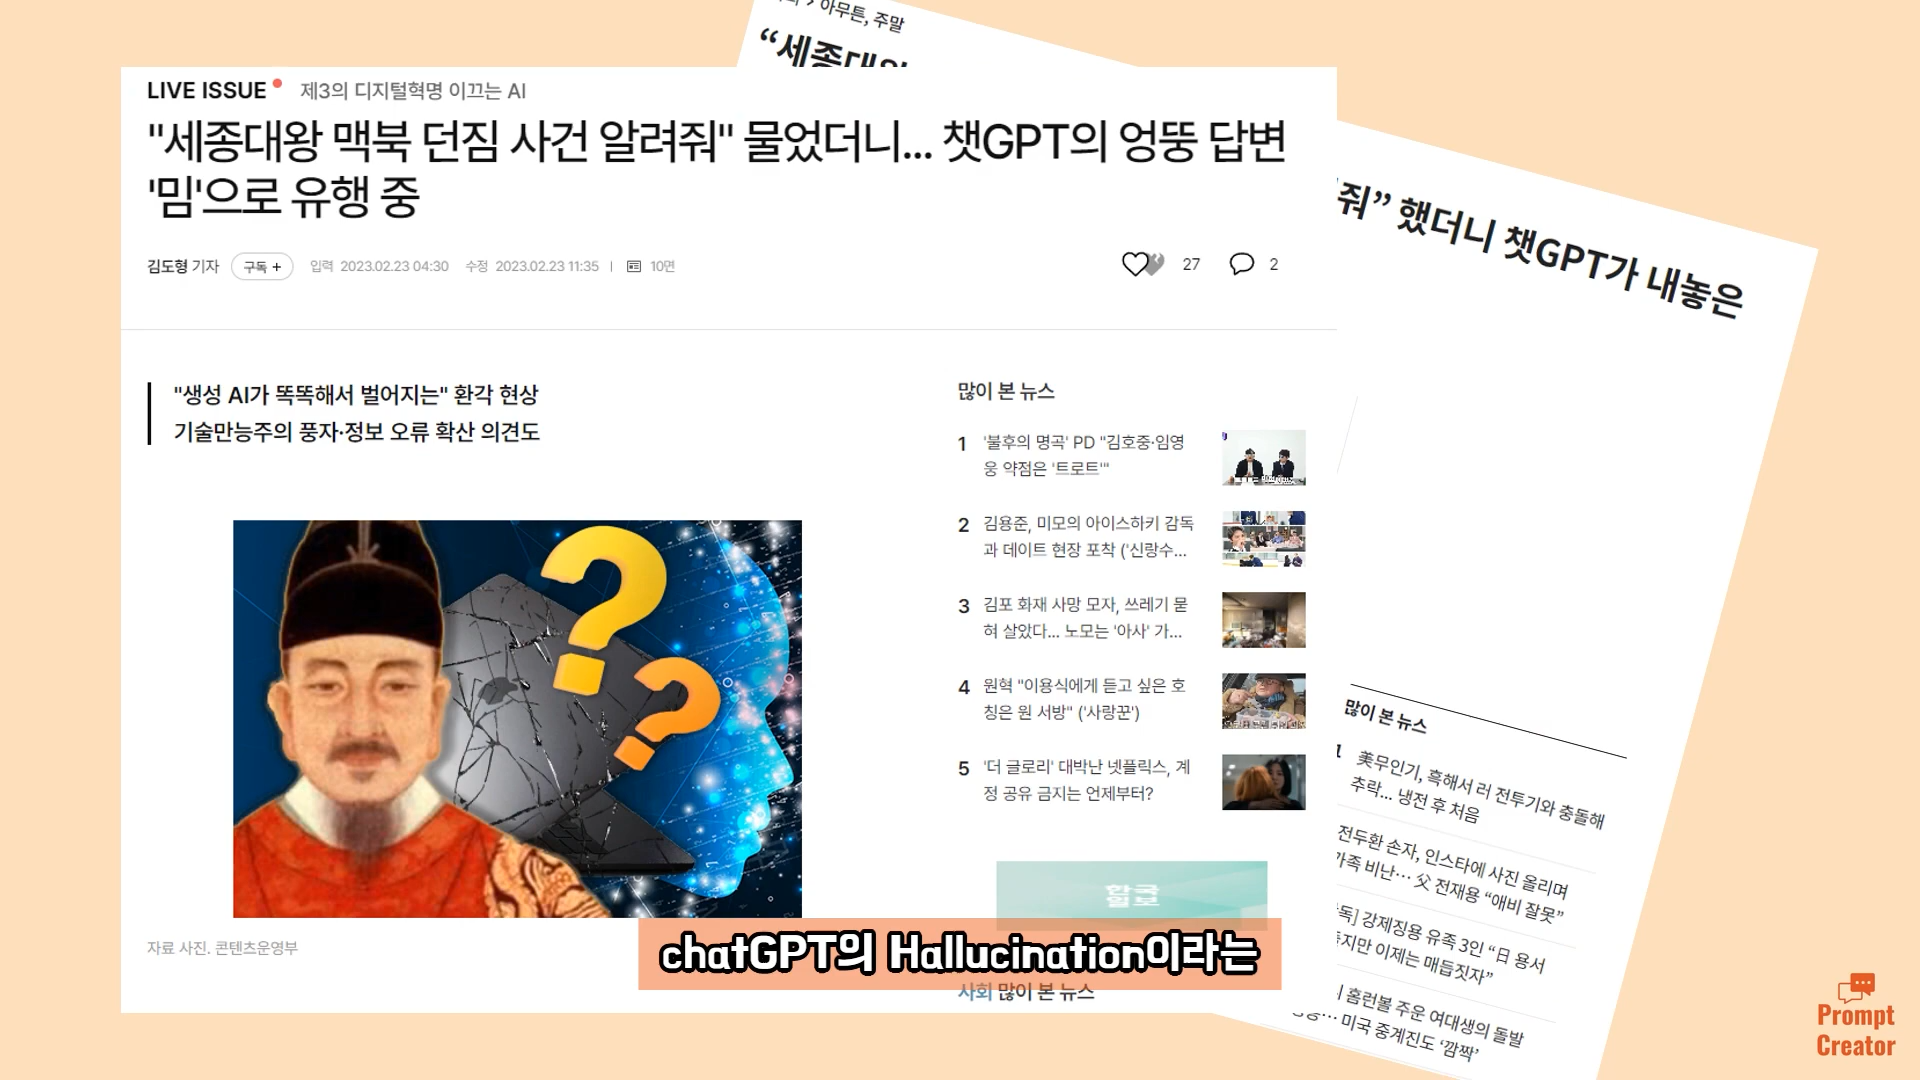 아무튼, 주말
“세종대왕
LIVE ISSUE 제3의 디지털혁명 이끄는 AI
"세종대왕 맥북 던짐 사건 알려줘" 물었더니... 챗GPT의 엉뚱 답변
'밈'으로 유행 중
김도형 기자 구독 + 입력 2023.02.23 04:30 수정 2023.02.23 11:35 10면
27 2
줘” 했더니 챗GPT가 내놓은
"생성 AI가 똑똑해서 벌어지는" 환각 현상
기술만능주의 풍자·정보 오류 확산 의견도
자료 사진. 콘텐츠운영부
많이 본 뉴스
1 '불후의 명곡' PD "김호중·임영
웅 약점은 '트로트'"
2 김용준, 미모의 아이스하키 감독
과 데이트 현장 포착 ('신랑수...
3 김포 화재 사망 모자, 쓰레기 묻
혀 살았다... 노모는 '아사' 가...
4 원혁 "이용식에게 듣고 싶은 호
칭은 원 서방" ('사랑꾼')
5 '더 글로리' 대박난 넷플릭스, 계
정 공유 금지는 언제부터?
한국
일보
chatGPT의 Hallucination이라는
사회 많이 본 뉴스
많이 본 뉴스
1 美무인기, 흑해서 러 전투기와 충돌해
추락... 냉전 후 처음
전두환 손자, 인스타에 사진 올리며
가족 비난… 父 전재용 “애비 잘못”
독] 강제징용 유족 3인 “日 용서
지만 이제는 매듭짓자”
홈런볼 주운 여대생의 돌발
미국 중계진도 ‘깜짝’
Prompt
Creator